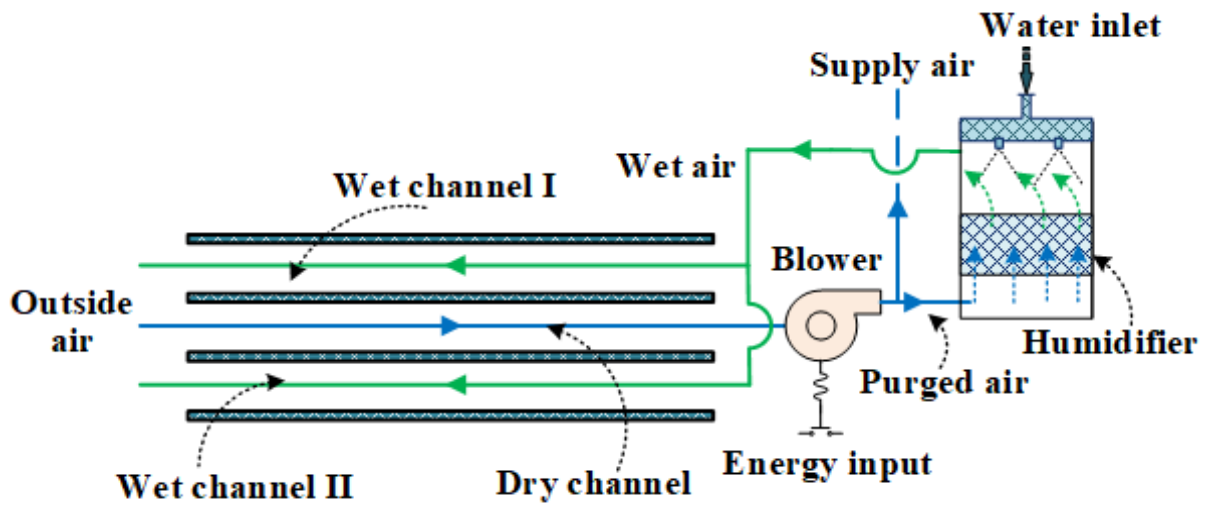 Water inlet
Supply air
Wet air
Wet channel I
Blower
Outside
air
Humidifier
Purged air
Energy input
Wet channel II
Dry channel